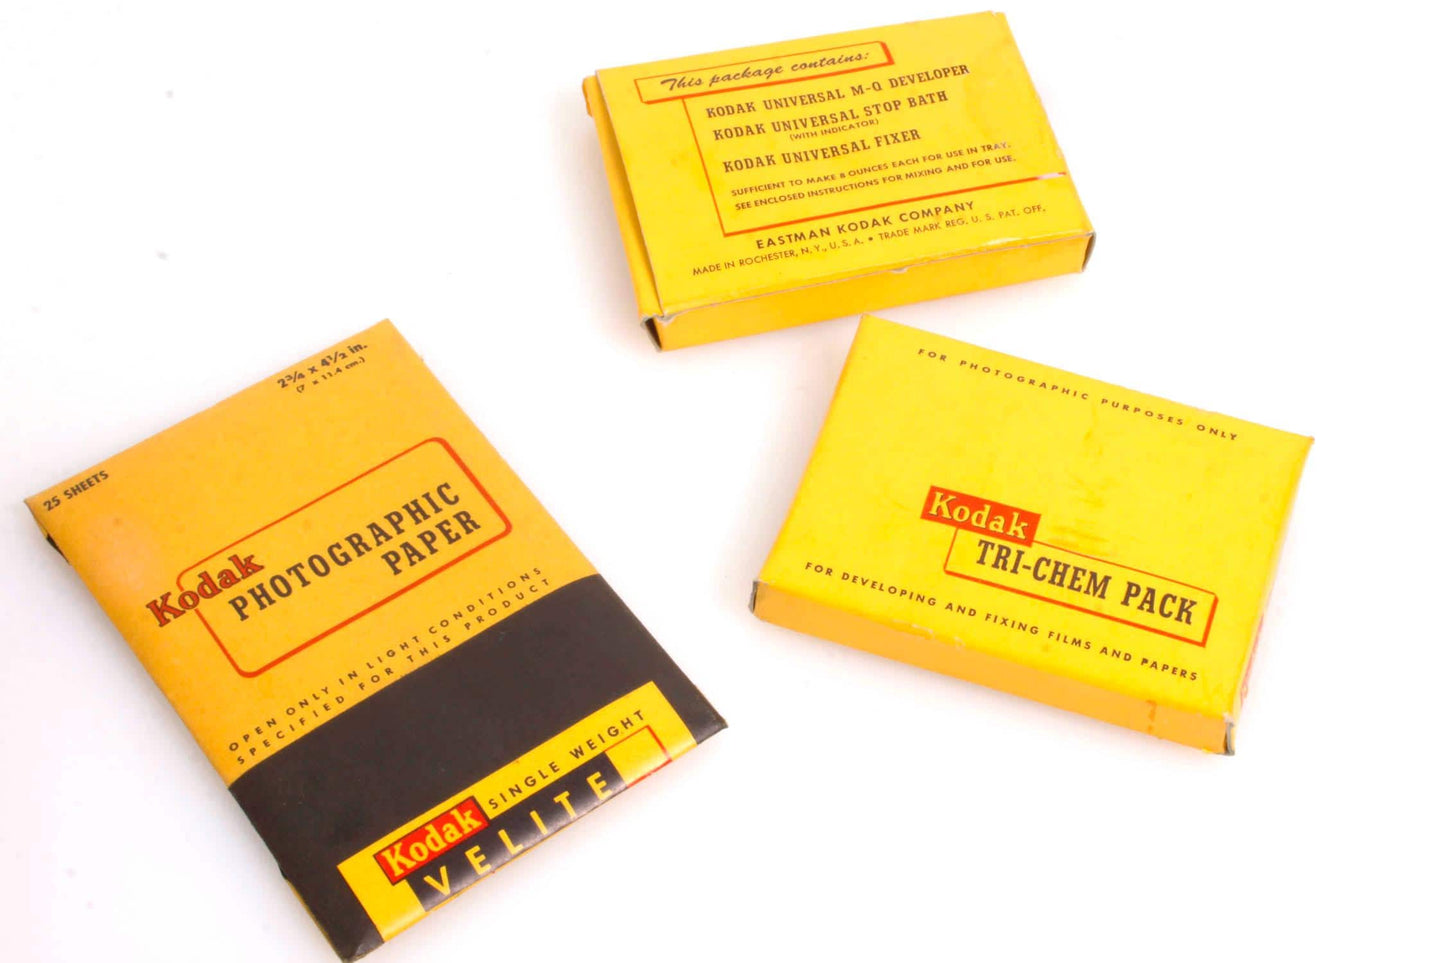 This package contains:
KODAK UNIVERSAL M-Q DEVELOPER
KODAK UNIVERSAL STOP BATH
(WITH INDICATOR)
KODAK UNIVERSAL FIXER
SUFFICIENT TO MAKE 8 OUNCES EACH FOR USE IN TRAY.
SEE ENCLOSED INSTRUCTIONS FOR MIXING AND FOR USE.
EASTMAN KODAK COMPANY
MADE IN ROCHESTER, N. Y., U. S. A. • TRADE MARK REG. U. S. PAT. OFF.
25 SHEETS
2¾ x 4½ in.
(7 x 11.4 cm.)
Kodak
PHOTOGRAPHIC
PAPER
OPEN ONLY IN LIGHT CONDITIONS
SPECIFIED FOR THIS PRODUCT
Kodak SINGLE WEIGHT
VELITE
FOR PHOTOGRAPHIC PURPOSES ONLY
Kodak
TRI-CHEM PACK
FOR DEVELOPING AND FIXING FILMS AND PAPERS